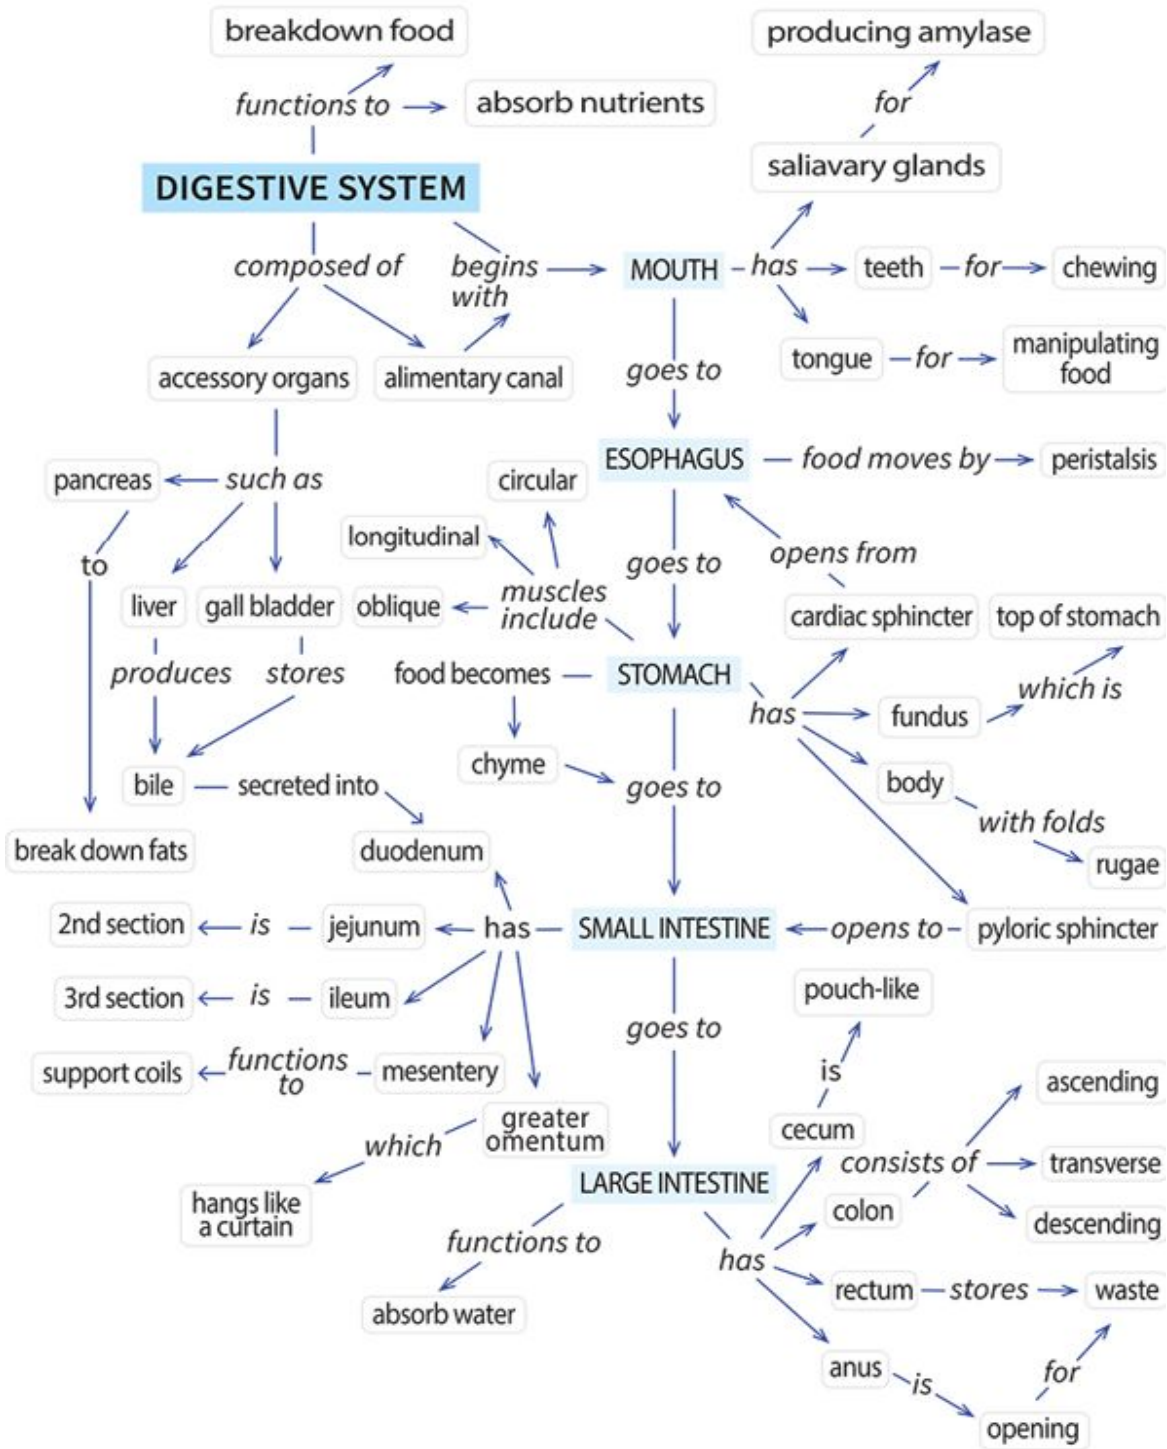 breakdown food
producing amylase
functions to
absorb nutrients
for
saliavary glands
DIGESTIVE SYSTEM
composed of
begins
with
MOUTH
has
teeth
for
chewing
tongue
for
manipulating
food
accessory organs
alimentary canal
goes to
ESOPHAGUS
food moves by
peristalsis
pancreas
such as
circular
longitudinal
to
goes to
opens from
liver
gall bladder
oblique
muscles
include
cardiac sphincter
top of stomach
produces
stores
food becomes
STOMACH
has
which is
fundus
chyme
goes to
body
bile
secreted into
with folds
break down fats
duodenum
rugae
2nd section
is
jejunum
has
SMALL INTESTINE
opens to
pyloric sphincter
3rd section
is
ileum
pouch-like
goes to
support coils
functions
to
mesentery
is
ascending
greater
omentum
cecum
which
consists of
transverse
LARGE INTESTINE
hangs like
a curtain
colon
descending
functions to
has
absorb water
rectum
stores
waste
anus
is
for
opening